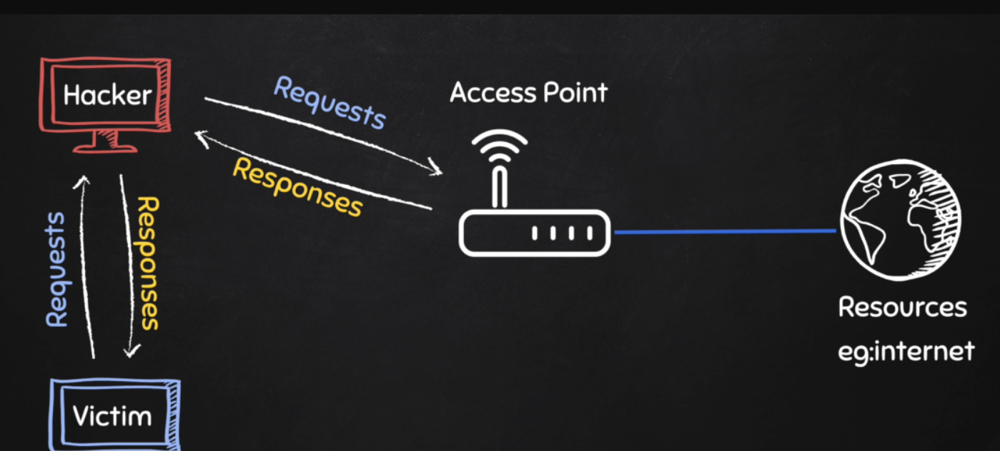 Hacker
Requests
Access Point
Responses
Requests
Responses
Resources
eg:internet
Victim